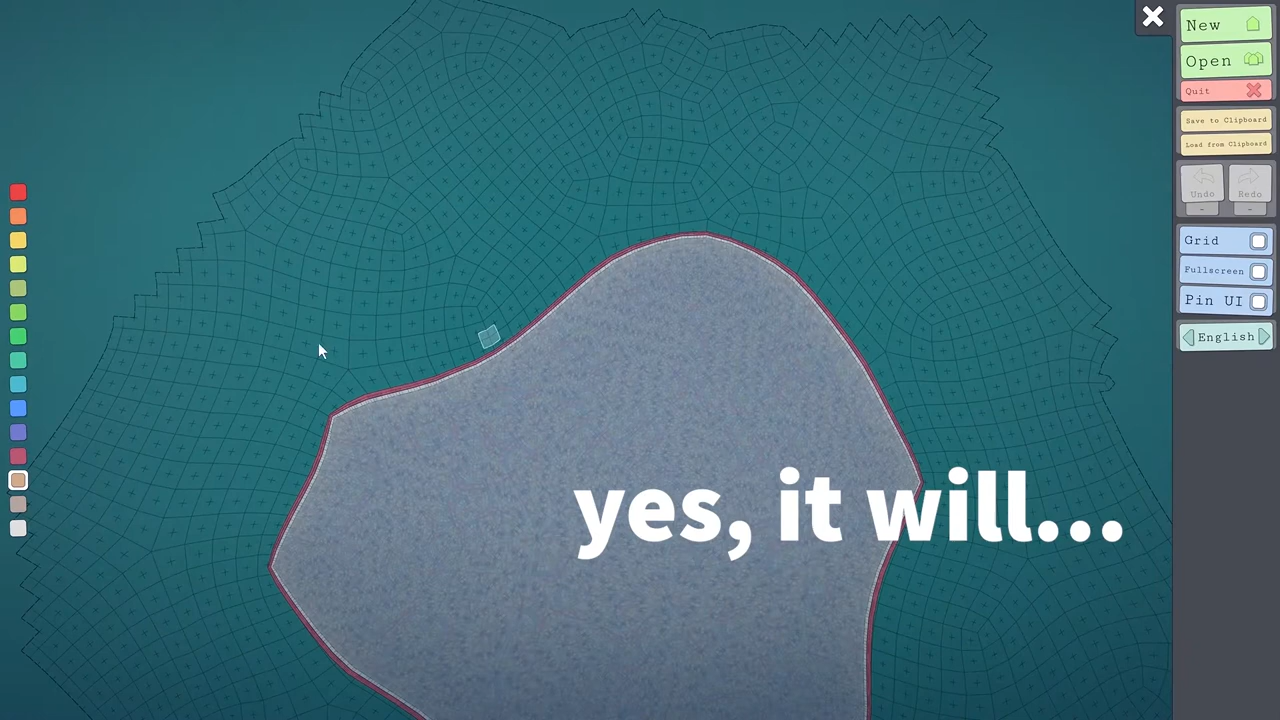 New
Open
Quit
Save to Clipboard
Load from Clipboard
Undo
Redo
Grid
Fullscreen
Pin UI
English
yes, it will...